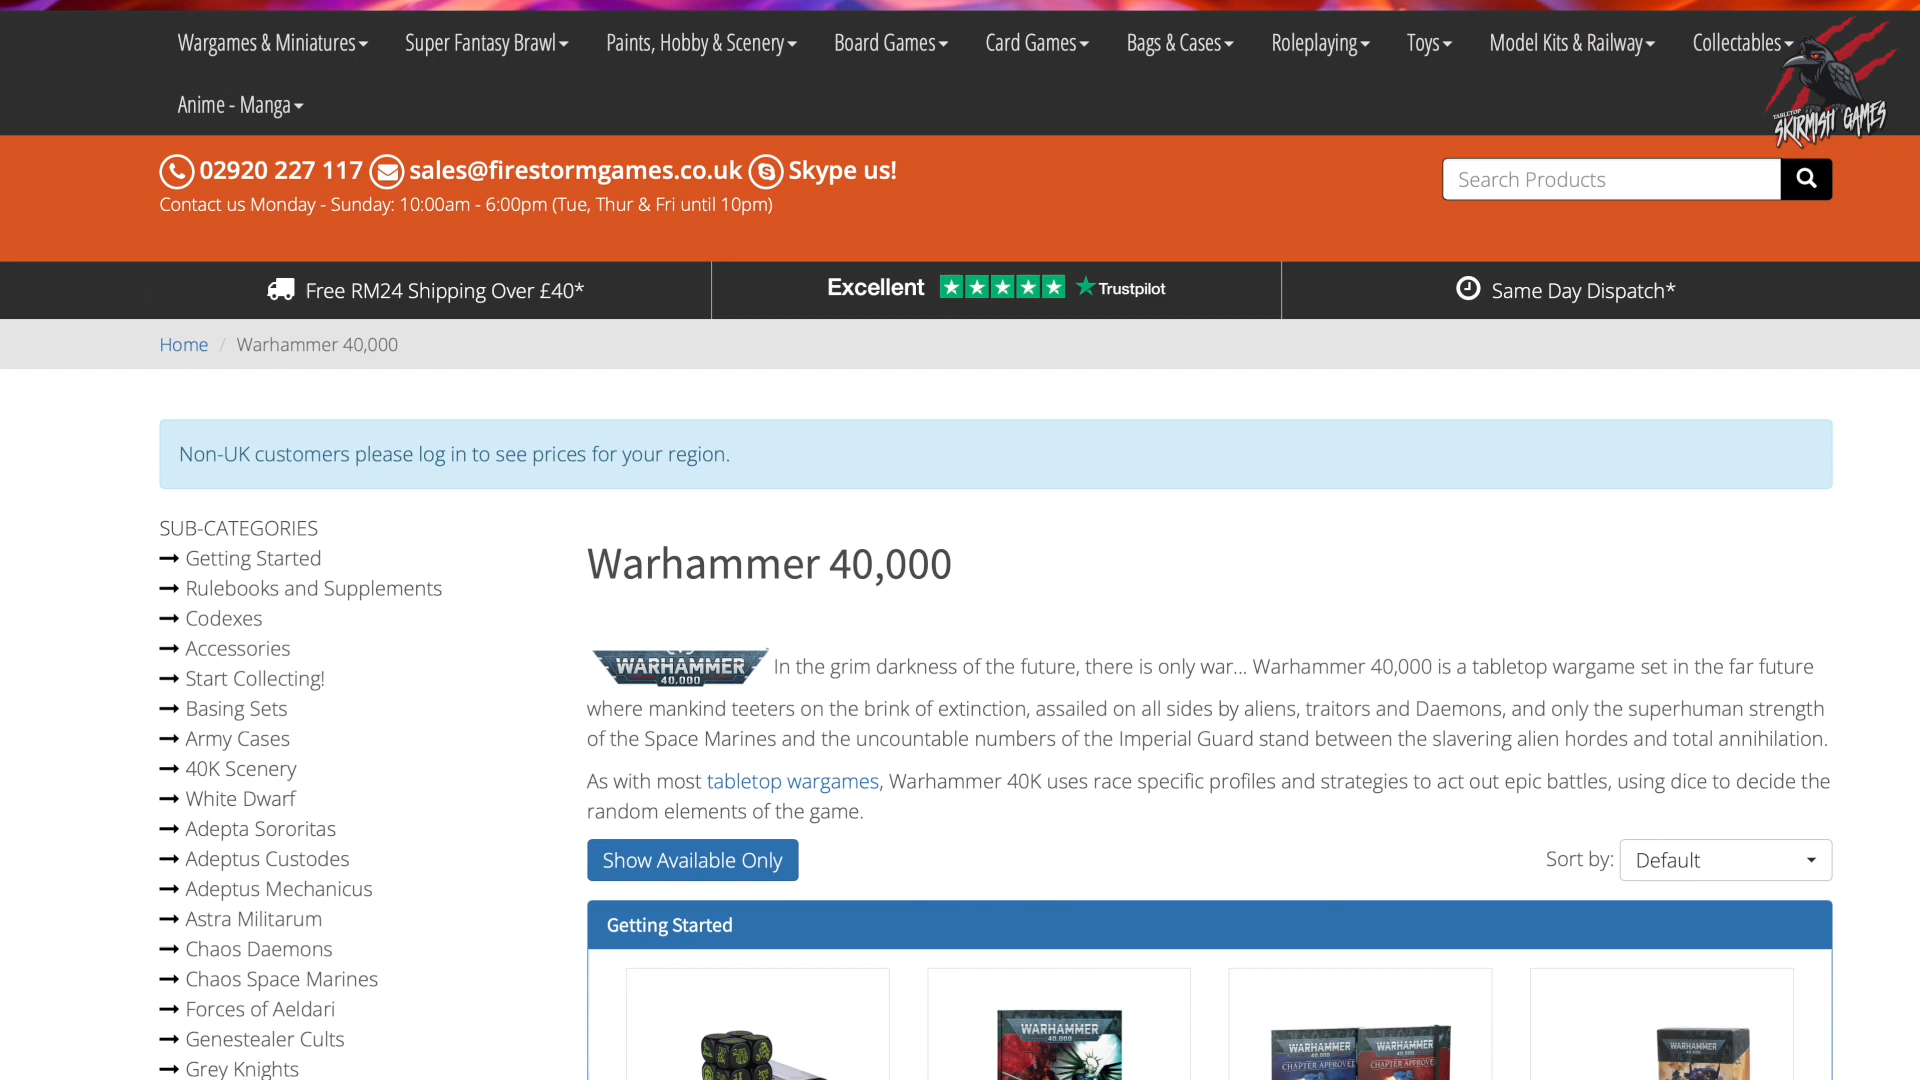 Wargames & Miniatures Super Fantasy Brawl Paints, Hobby & Scenery Board Games Card Games Bags & Cases Roleplaying Toys Model Kits & Railway Collectables
Anime - Manga
TABLETOP
SKIRMISH GAMES
02920 227 117 sales@firestormgames.co.uk Skype us!
Search Products
Contact us Monday - Sunday: 10:00am - 6:00pm (Tue, Thur & Fri until 10pm)
Free RM24 Shipping Over £40*
Excellent Trustpilot
Same Day Dispatch*
Home / Warhammer 40,000
Non-UK customers please log in to see prices for your region.
SUB-CATEGORIES
Getting Started
Rulebooks and Supplements
Codexes
Accessories
Start Collecting!
Basing Sets
Army Cases
40K Scenery
White Dwarf
Adepta Sororitas
Adeptus Custodes
Adeptus Mechanicus
Astra Militarum
Chaos Daemons
Chaos Space Marines
Forces of Aeldari
Genestealer Cults
Grey Knights
Warhammer 40,000
WARHAMMER
40,000
In the grim darkness of the future, there is only war... Warhammer 40,000 is a tabletop wargame set in the far future
where mankind teeters on the brink of extinction, assailed on all sides by aliens, traitors and Daemons, and only the superhuman strength
of the Space Marines and the uncountable numbers of the Imperial Guard stand between the slavering alien hordes and total annihilation.
As with most tabletop wargames, Warhammer 40K uses race specific profiles and strategies to act out epic battles, using dice to decide the
random elements of the game.
Show Available Only
Sort by: Default
Getting Started
WARHAMMER
40,000
WARHAMMER
40,000
CHAPTER APPROVED
WARHAMMER
40,000
CHAPTER APPROVE
WARHAMMER
40,000